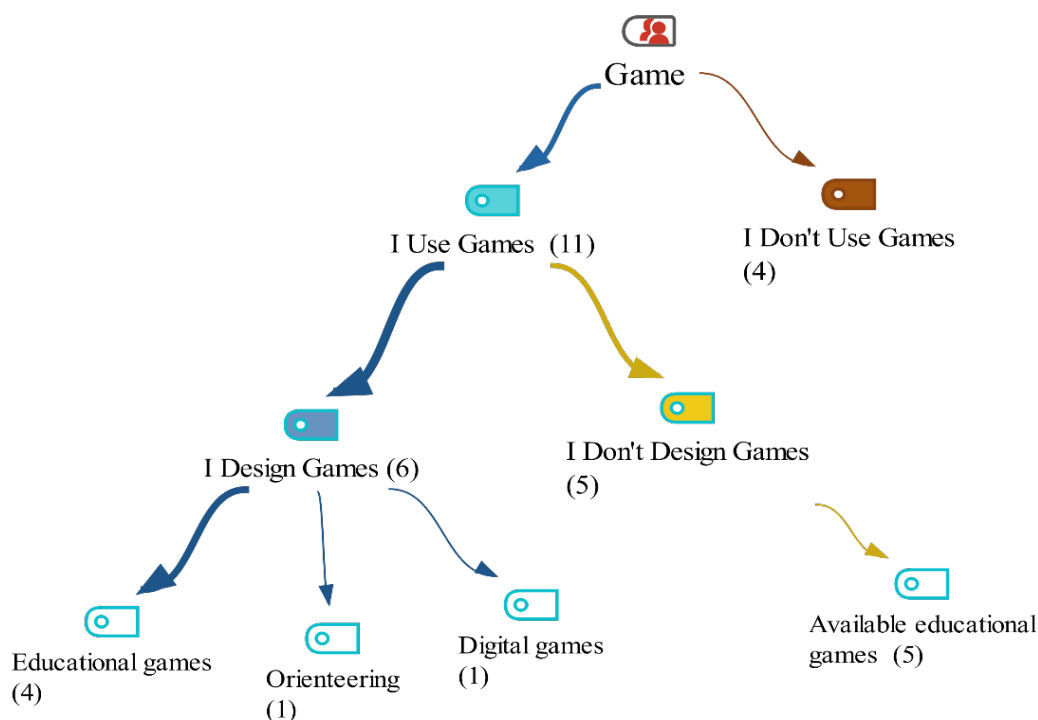 Game
I Use Games (11)
I Don't Use Games
(4)
I Design Games (6)
I Don't Design Games
(5)
Educational games
(4)
Orienteering
(1)
Digital games
(1)
Available educational
games (5)